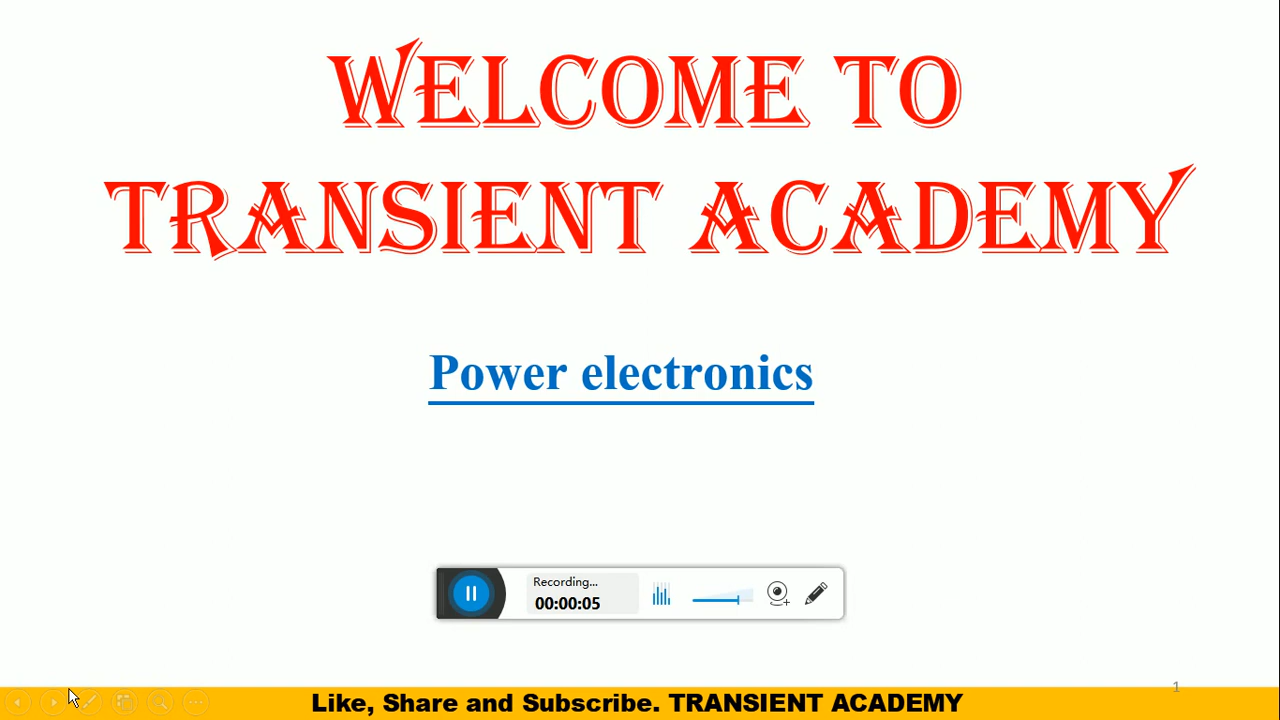 WELCOME TO
TRANSIENT ACADEMY
Power electronics
Recording...
00:00:05
1
Like, Share and Subscribe. TRANSIENT ACADEMY